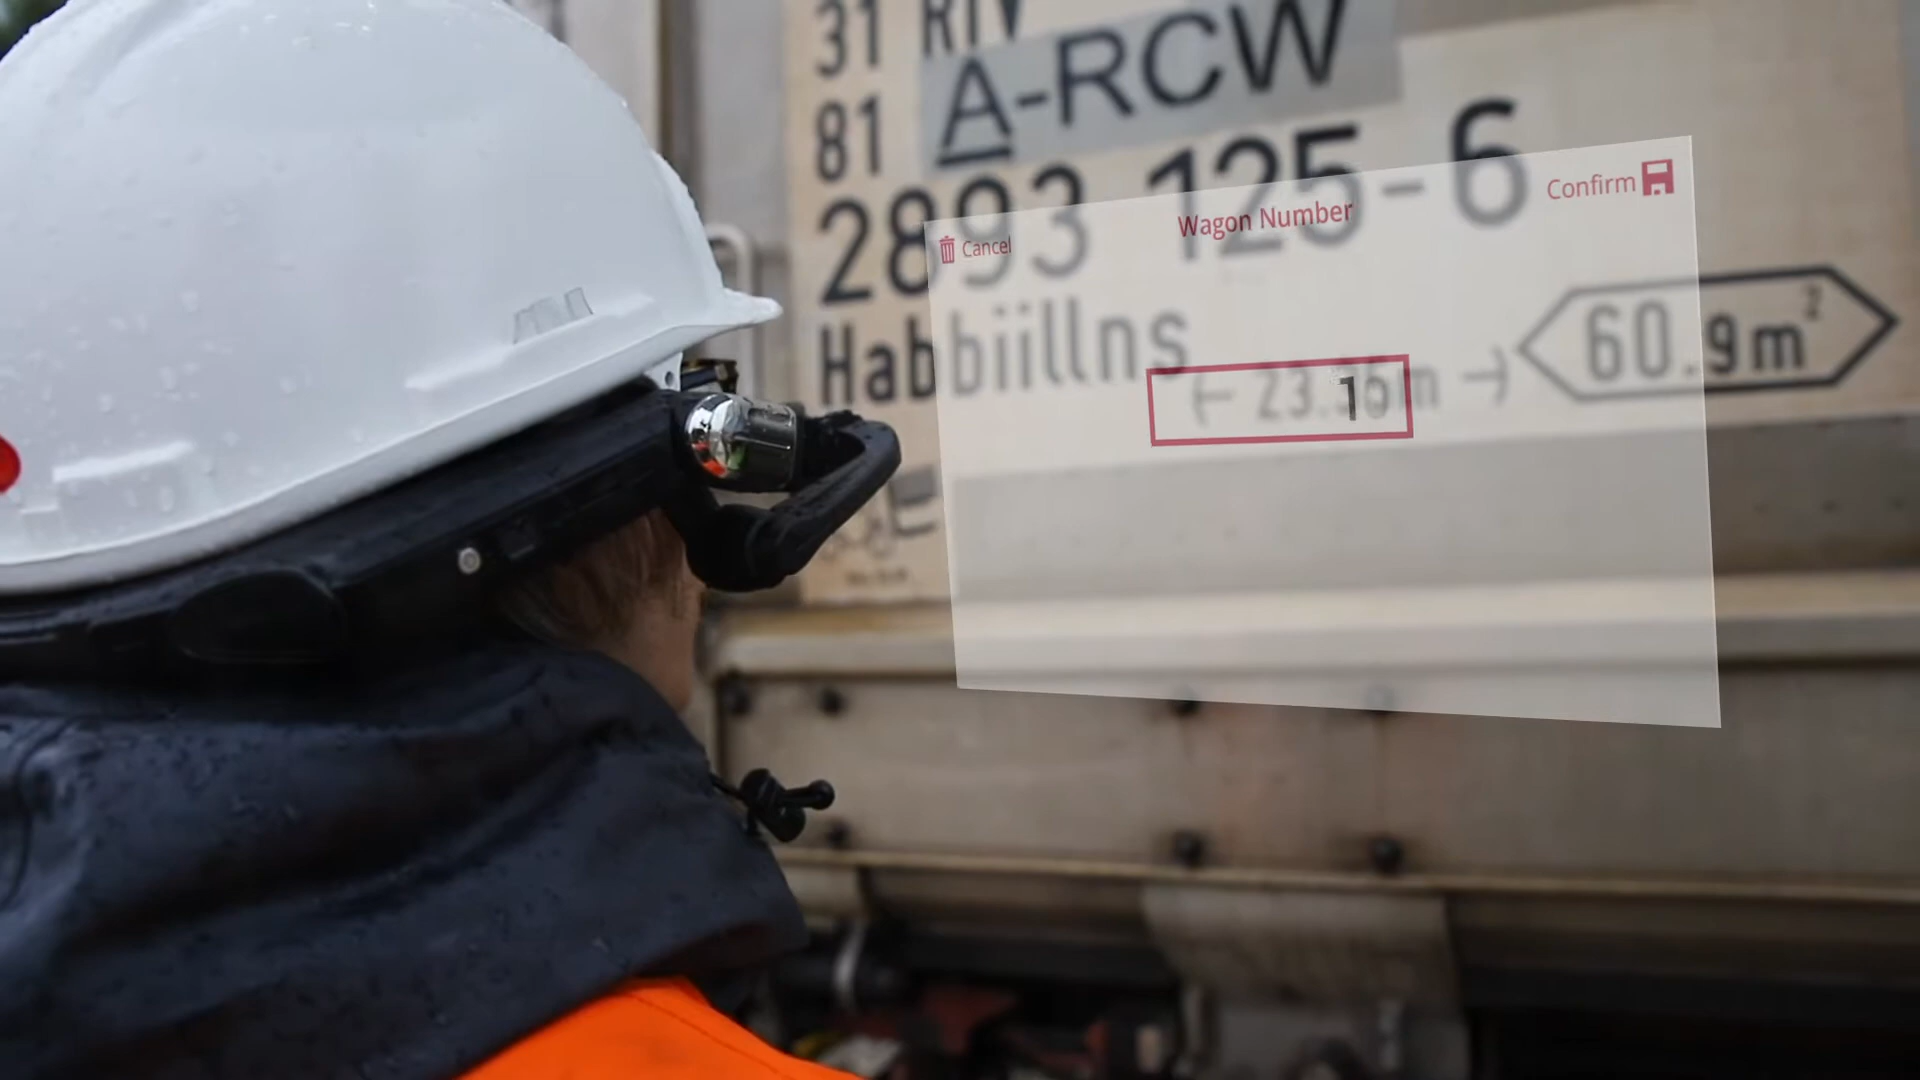 31 RIV
A-RCW
81
2893 125-6
Confirm
Wagon Number
Cancel
Habbiillns
60.9m²
1